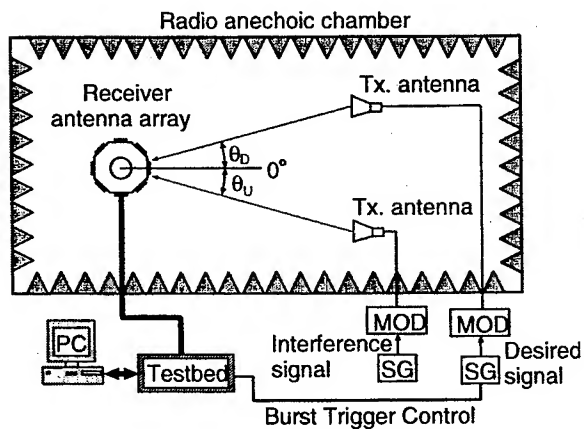 Radio anechoic chamber
Tx. antenna
Receiver
antenna array
θD
0°
θU
Tx. antenna
MOD
MOD
Interference
signal
SG
SG
Desired
signal
PC
Testbed
Burst Trigger Control